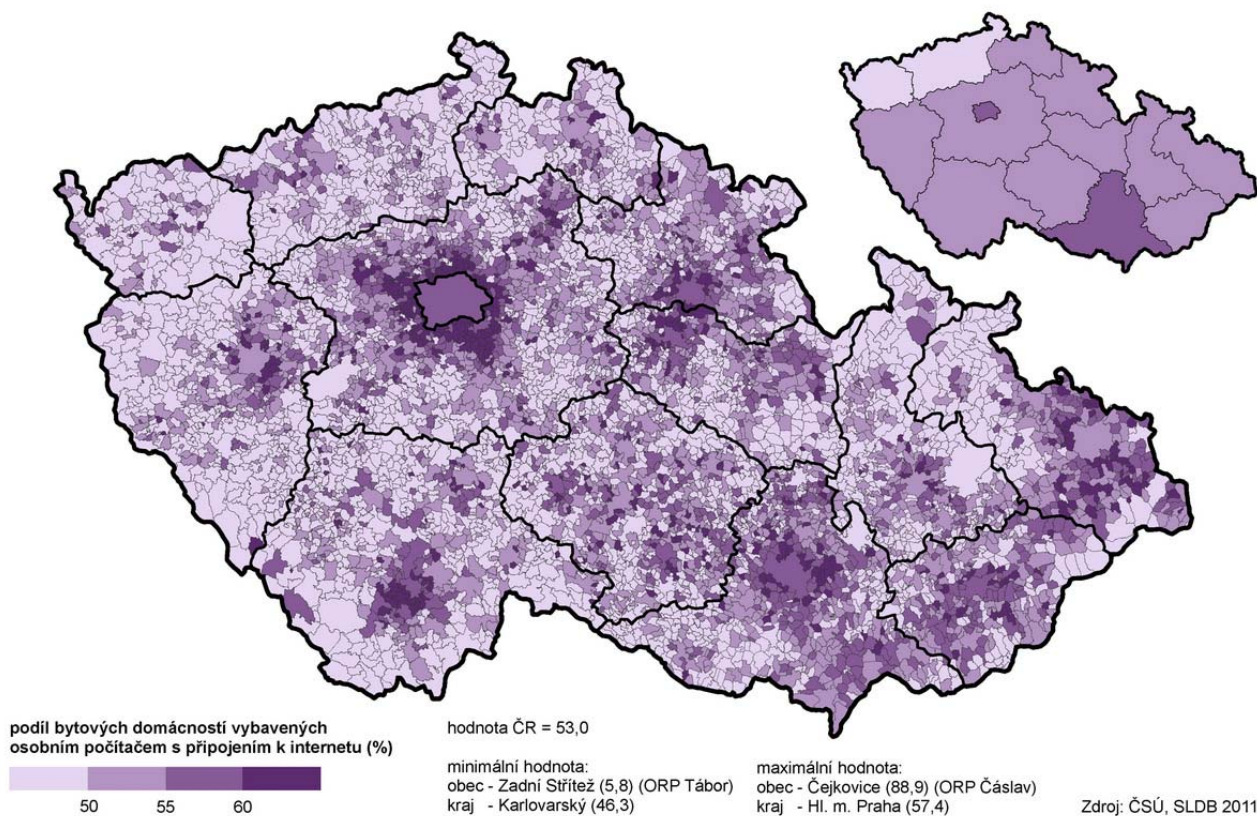 podíl bytových domácností vybavených
osobním počítačem s připojením k internetu (%)
50 55 60
hodnota ČR = 53,0
minimální hodnota:
obec - Zadní Střítež (5,8) (ORP Tábor)
kraj - Karlovarský (46,3)
maximální hodnota:
obec - Čejkovice (88,9) (ORP Čáslav)
kraj - Hl. m. Praha (57,4)
Zdroj: ČSÚ, SLDB 2011